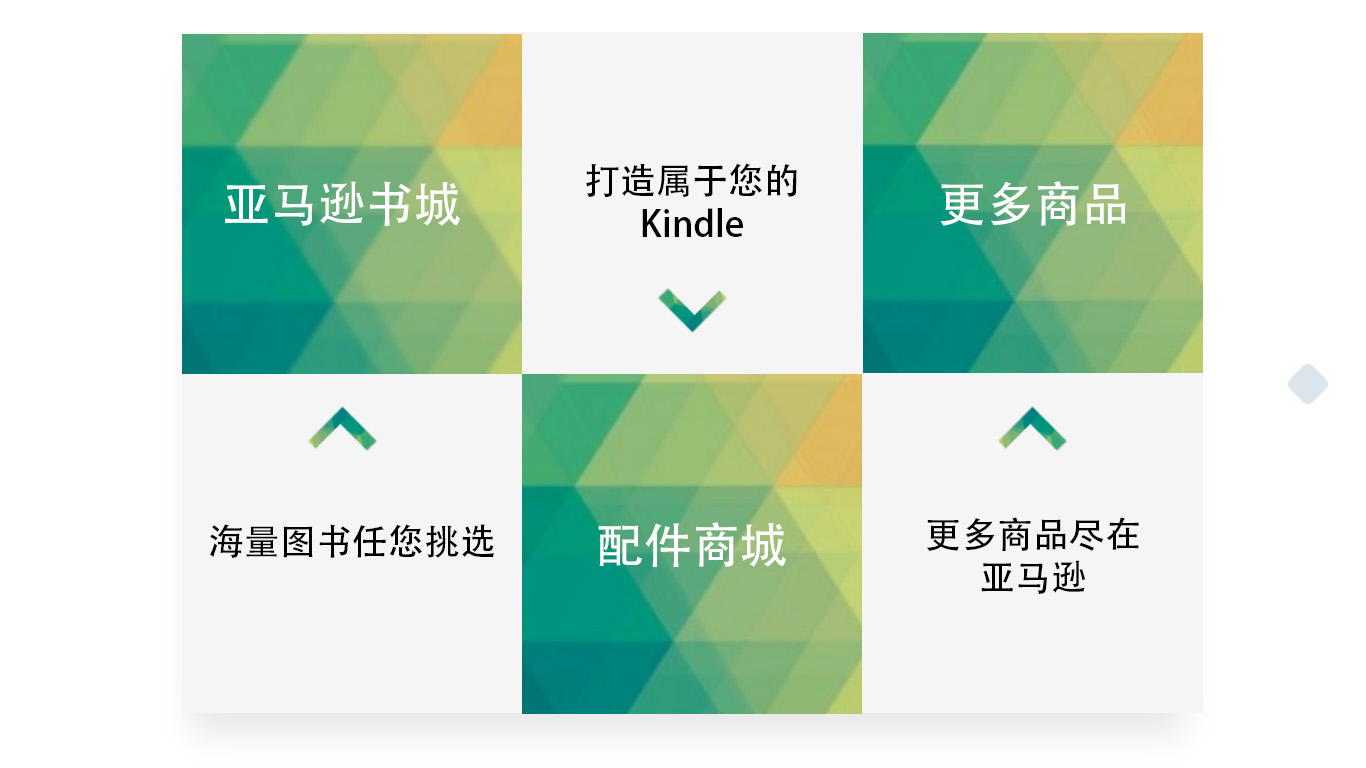 亚马逊书城
打造属于您的
Kindle
更多商品
海量图书任您挑选
配件商城
更多商品尽在
亚马逊